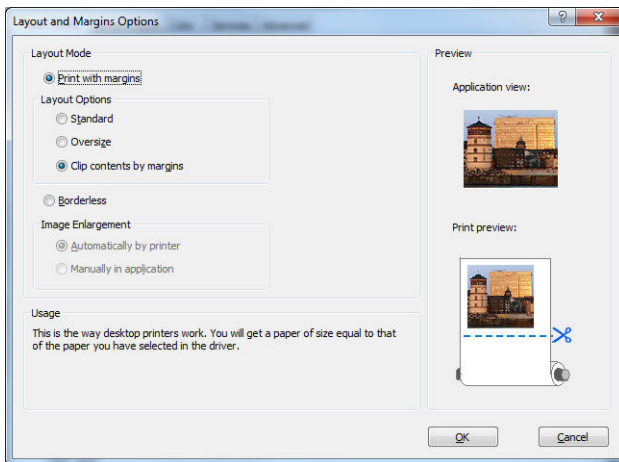 Layout and Margins Options
Layout Mode
Print with margins
Layout Options
Standard
Oversize
Clip contents by margins
Borderless
Image Enlargement
Automatically by printer
Manually in application
Usage
This is the way desktop printers work. You will get a paper of size equal to that
of the paper you have selected in the driver.
Preview
Application view:
Print preview:
OK
Cancel